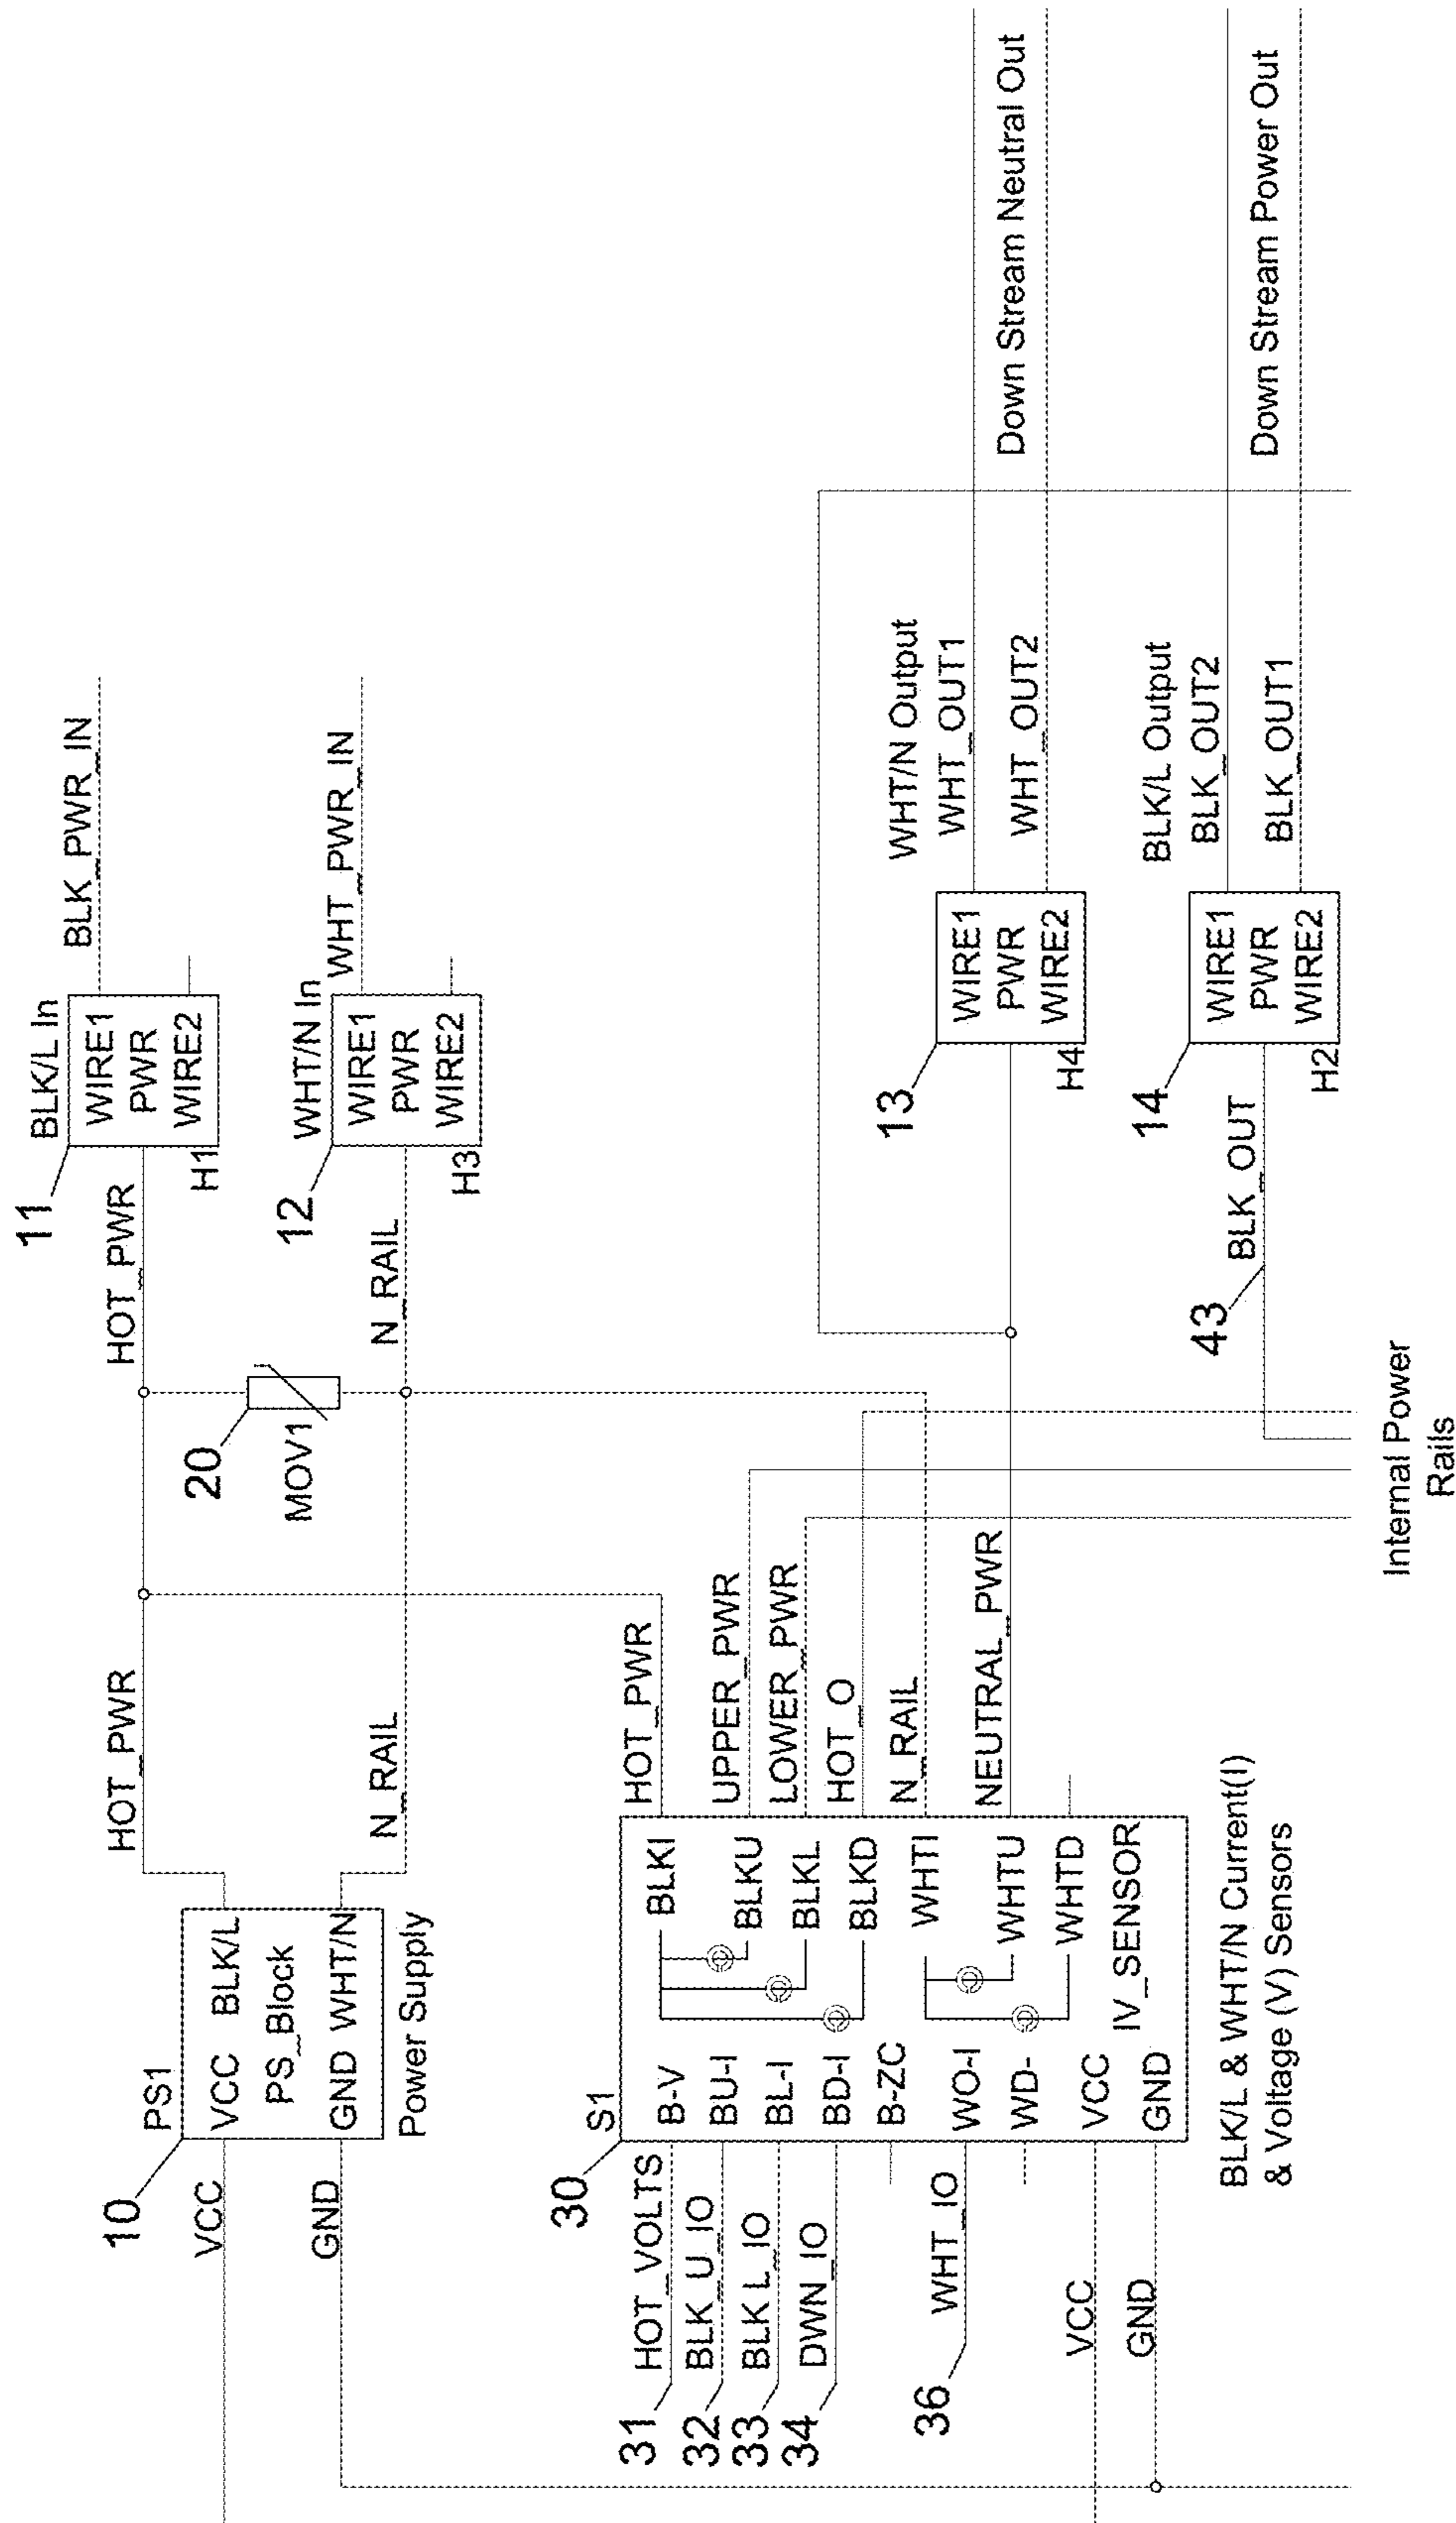 10
PS1
VCC
VCC BLK/L
HOT_PWR
PS_Block
GND
GND WHT/N
N_RAIL
Power Supply
20
MOV1
11
BLK/L In
HOT_PWR
WIRE1
PWR
WIRE2
H1
BLK_PWR_IN
12
WHT/N In
N_RAIL
WIRE1
PWR
WIRE2
H3
WHT_PWR_IN
30
S1
31
HOT_VOLTS
B-V
BLKI
HOT_PWR
32
BLK_U_IO
BU-I
BLKU
UPPER_PWR
33
BLK L_IO
BL-I
BLKL
LOWER_PWR
34
DWN_IO
BD-I
BLKD
HOT_O
B-ZC
WHTI
N_RAIL
36
WHT_IO
WO-I
WHTU
NEUTRAL_PWR
WD-
WHTD
VCC
VCC
IV_SENSOR
GND
GND
BLK/L & WHT/N Current(I)
& Voltage (V) Sensors
13
WIRE1
PWR
WIRE2
H4
WHT/N Output
WHT_OUT1
WHT_OUT2
Down Stream Neutral Out
14
43
BLK_OUT
WIRE1
PWR
WIRE2
H2
BLK/L Output
BLK_OUT2
BLK_OUT1
Down Stream Power Out
Internal Power
Rails